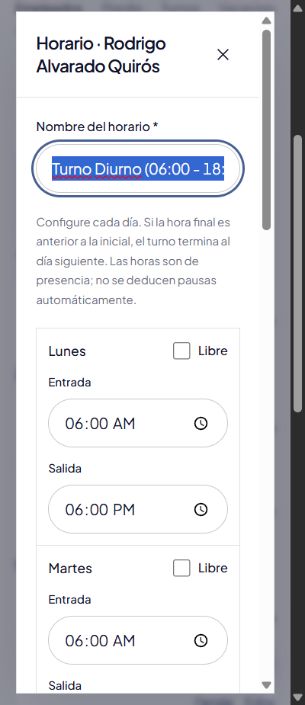 Horario · Rodrigo
Alvarado Quirós
Nombre del horario *
Turno Diurno (06:00 - 18:
Configure cada día. Si la hora final es
anterior a la inicial, el turno termina al
día siguiente. Las horas son de
presencia; no se deducen pausas
automáticamente.
Lunes
Libre
Entrada
06:00 AM
Salida
06:00 PM
Martes
Libre
Entrada
06:00 AM
Salida